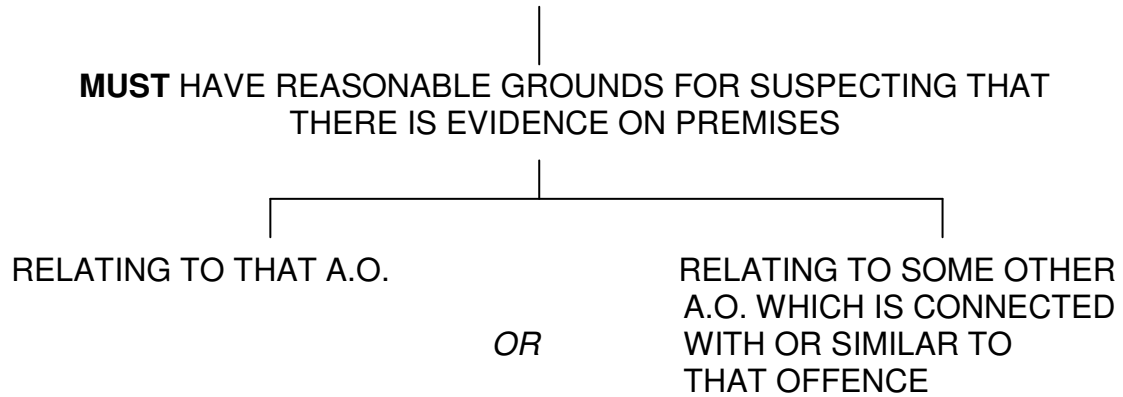 MUST HAVE REASONABLE GROUNDS FOR SUSPECTING THAT
THERE IS EVIDENCE ON PREMISES
RELATING TO THAT A.O.
OR
RELATING TO SOME OTHER
A.O. WHICH IS CONNECTED
WITH OR SIMILAR TO
THAT OFFENCE